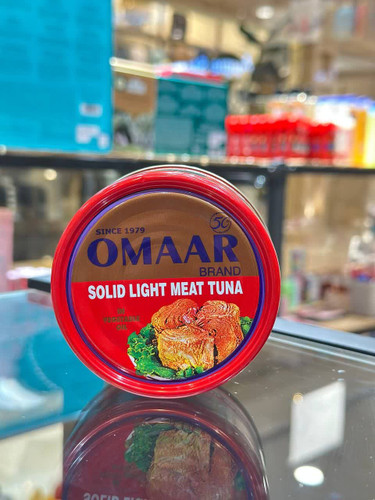 SINCE 1979
OMAAR
BRAND
SOLID LIGHT MEAT TUNA